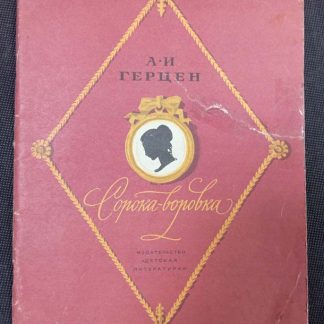 А·И
ГЕРЦЕН
Сорока-воровка
ИЗДАТЕЛЬСТВО
«ДЕТСКАЯ
ЛИТЕРАТУРА»